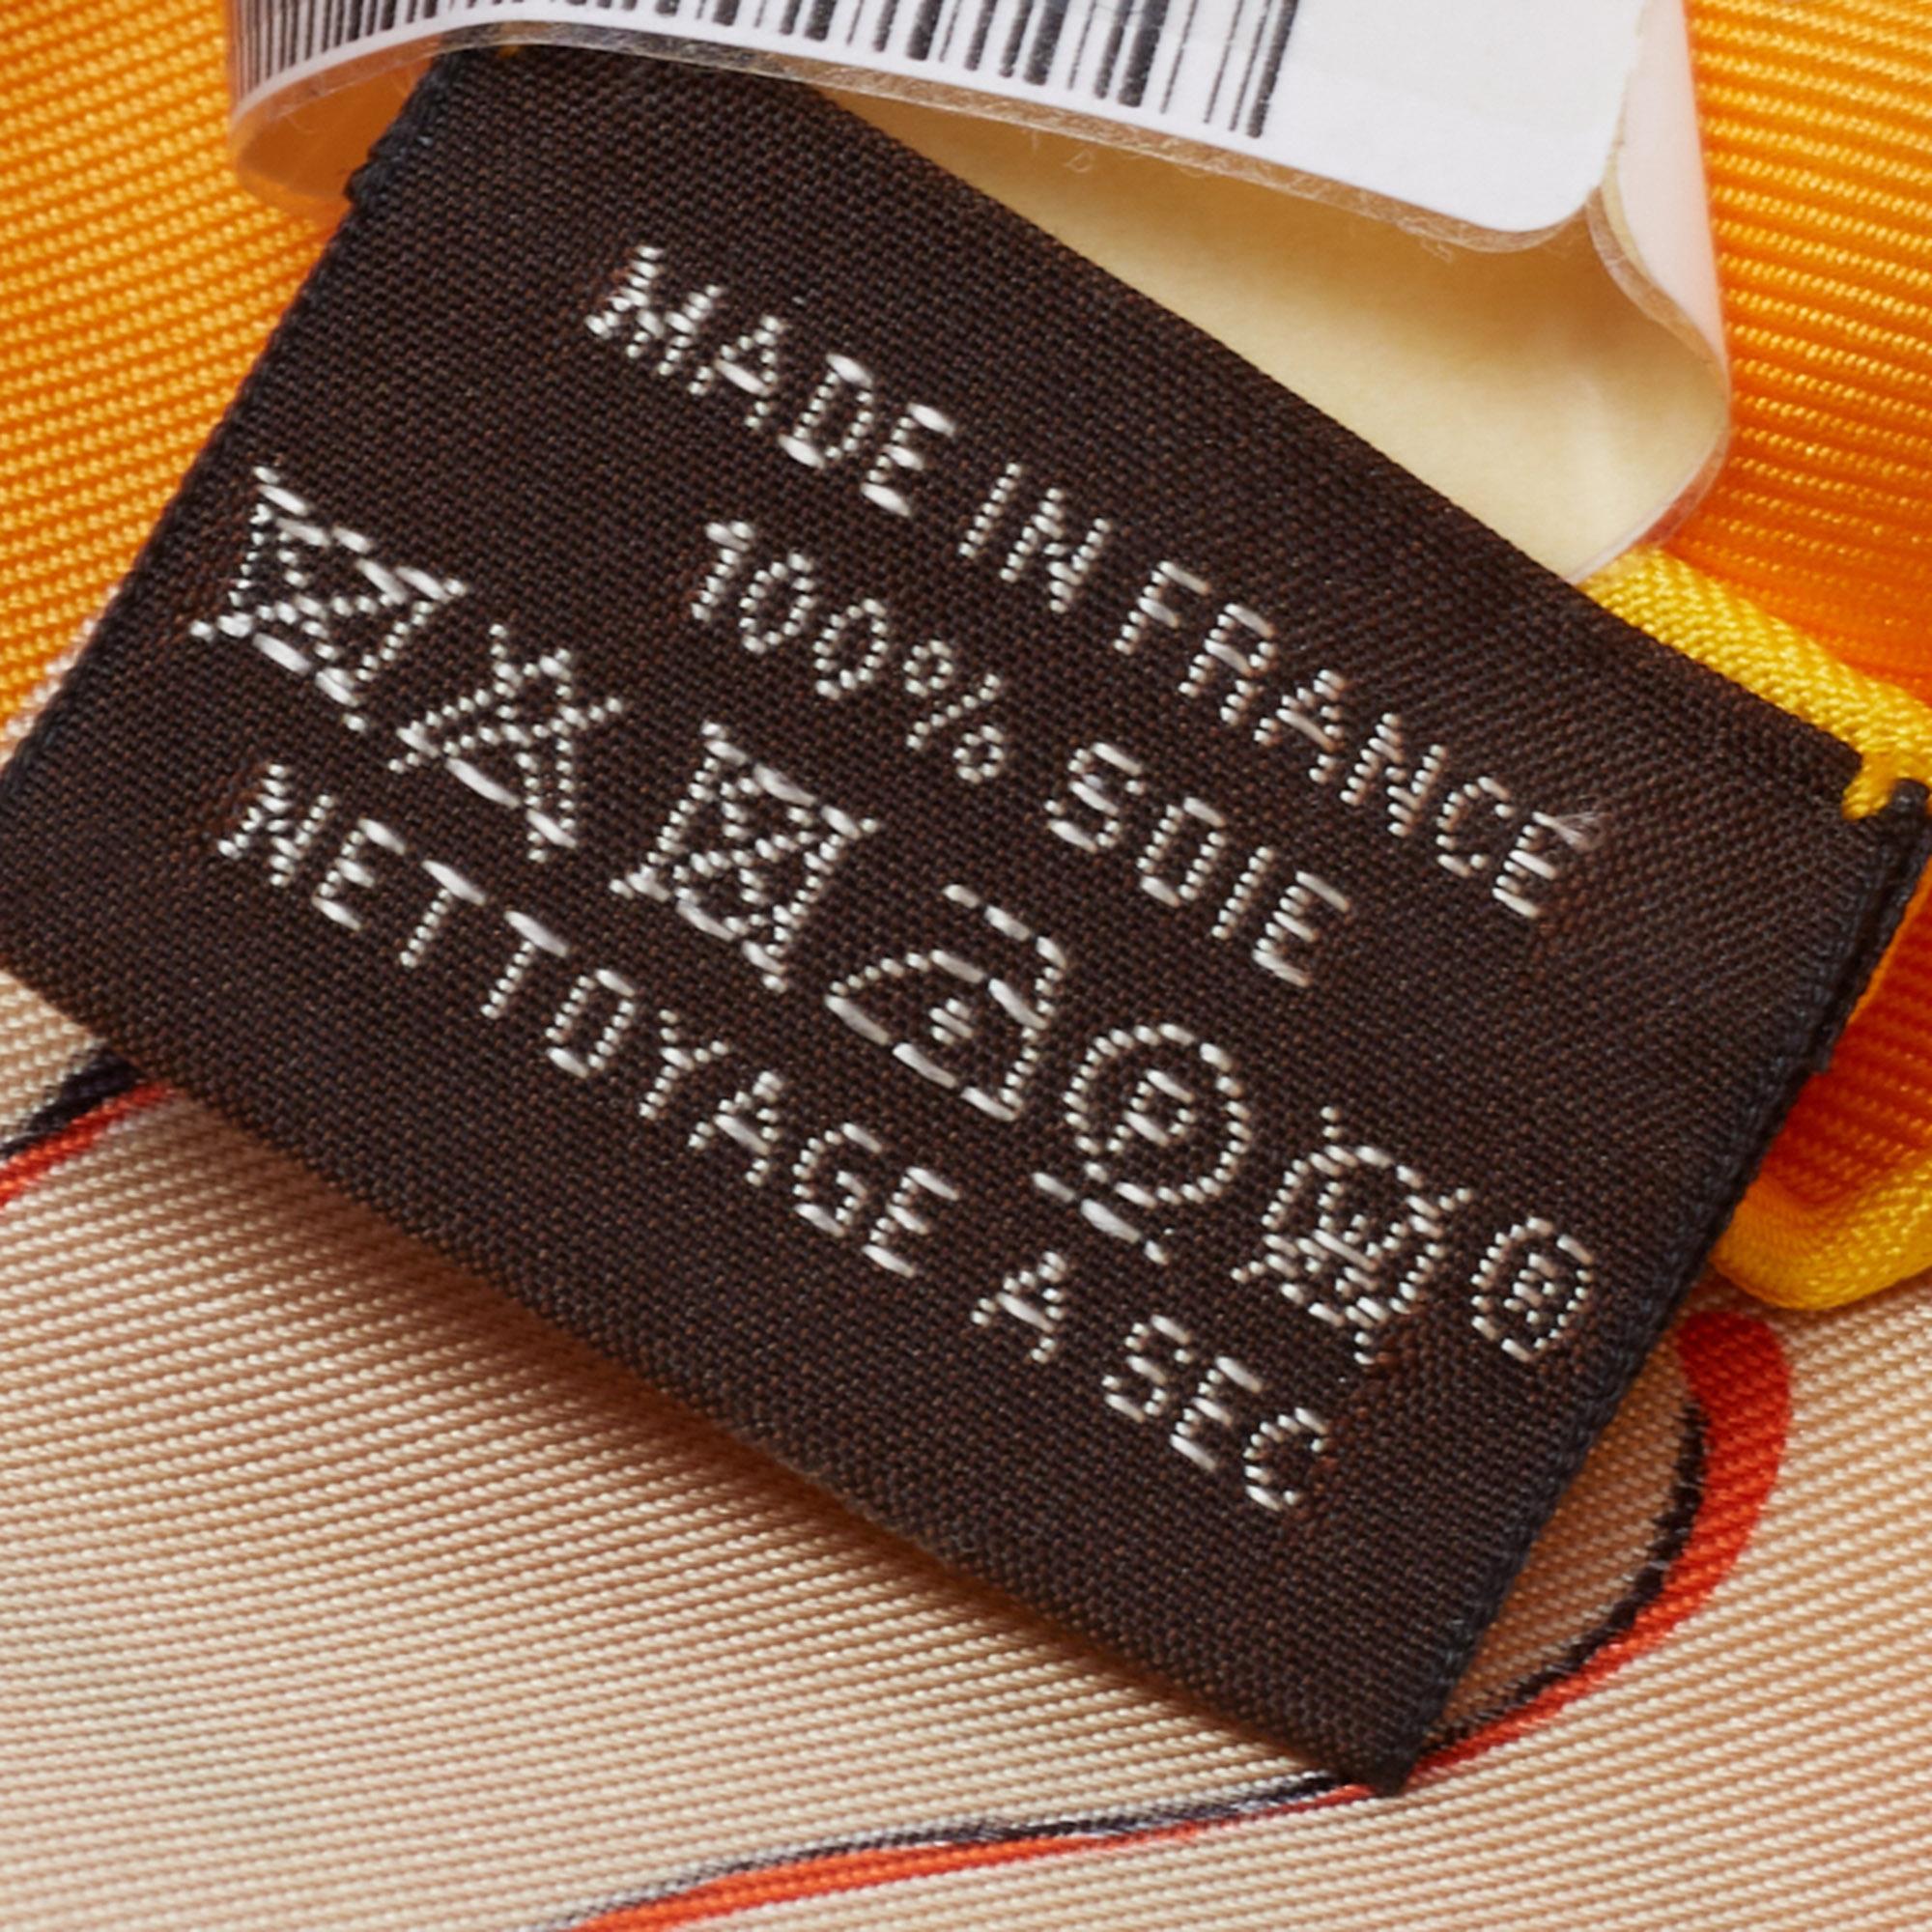 MADE IN FRANCE
100% SOIE
P W ®
NETTOYAGE A SEC